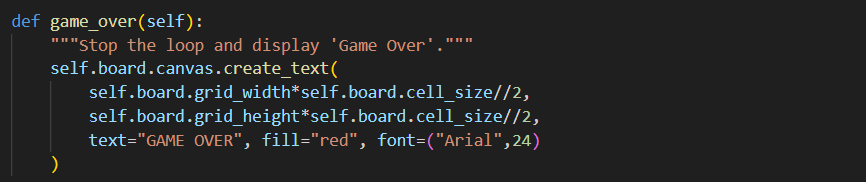 def game_over(self):
"""Stop the loop and display 'Game Over'."""
self.board.canvas.create_text(
self.board.grid_width*self.board.cell_size//2,
self.board.grid_height*self.board.cell_size//2,
text="GAME OVER", fill="red", font=("Arial",24)
)